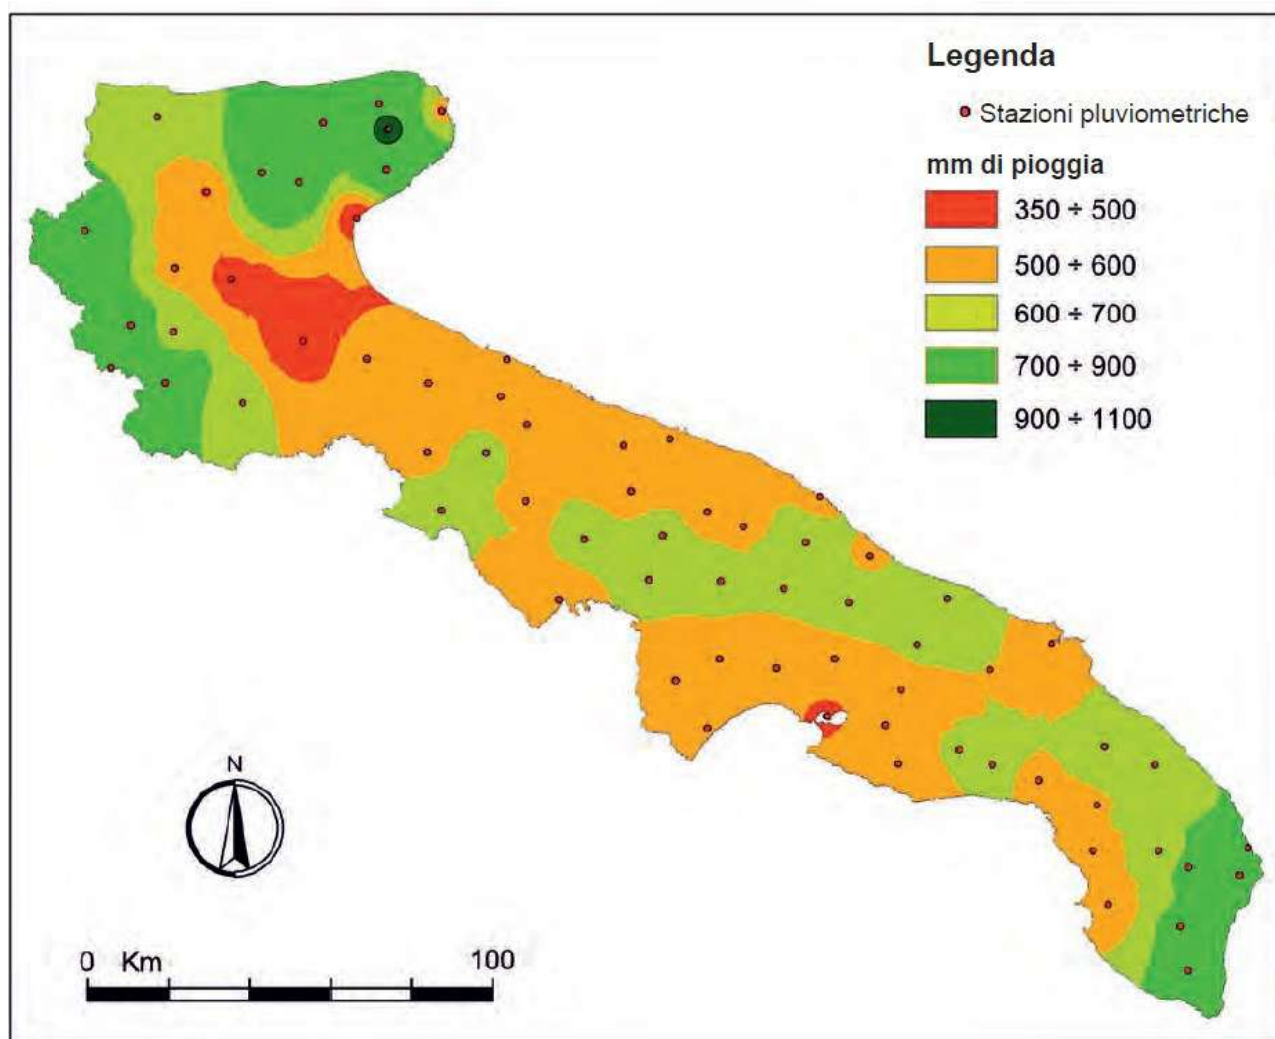 Legenda
Stazioni pluviometriche
mm di pioggia
350 ÷ 500
500 ÷ 600
600 ÷ 700
700 ÷ 900
900 ÷ 1100
N
0 Km 100